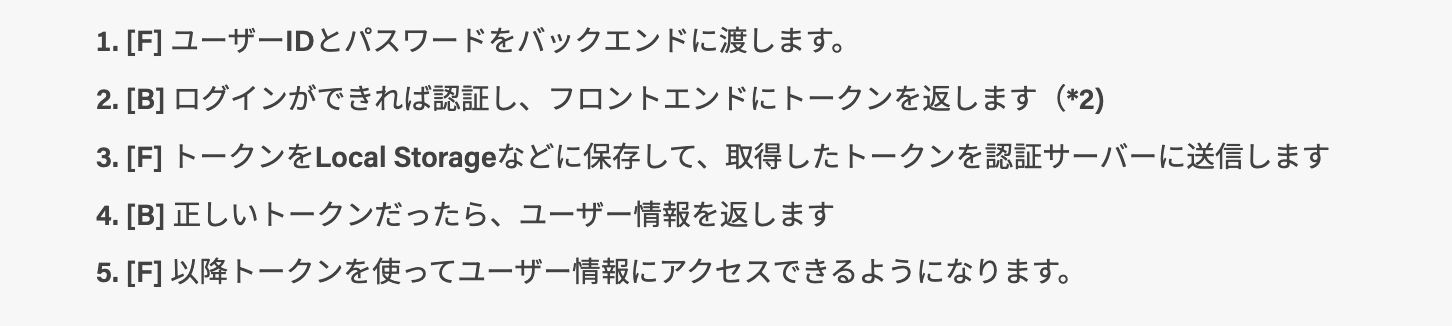 1. [F] ユーザーIDとパスワードをバックエンドに渡します。
2. [B] ログインができれば認証し、フロントエンドにトークンを返します（*2)
3. [F] トークンをLocal Storageなどに保存して、取得したトークンを認証サーバーに送信します
4. [B] 正しいトークンだったら、ユーザー情報を返します
5. [F] 以降トークンを使ってユーザー情報にアクセスできるようになります。